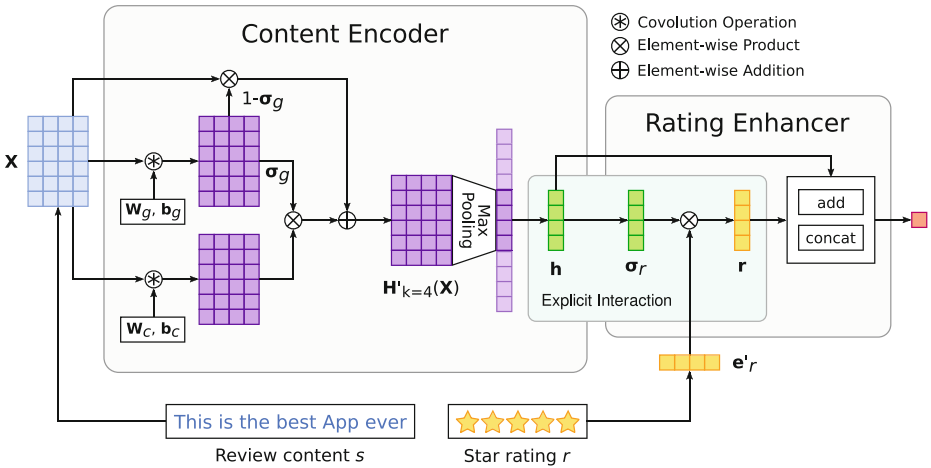 Content Encoder
Covolution Operation
Element-wise Product
Element-wise Addition
1-σg
Rating Enhancer
X
σg
Wg, bg
Max
Pooling
add
concat
h
σr
r
H'k=4(X)
Explicit Interaction
Wc, bc
e'r
This is the best App ever
Review content s
Star rating r